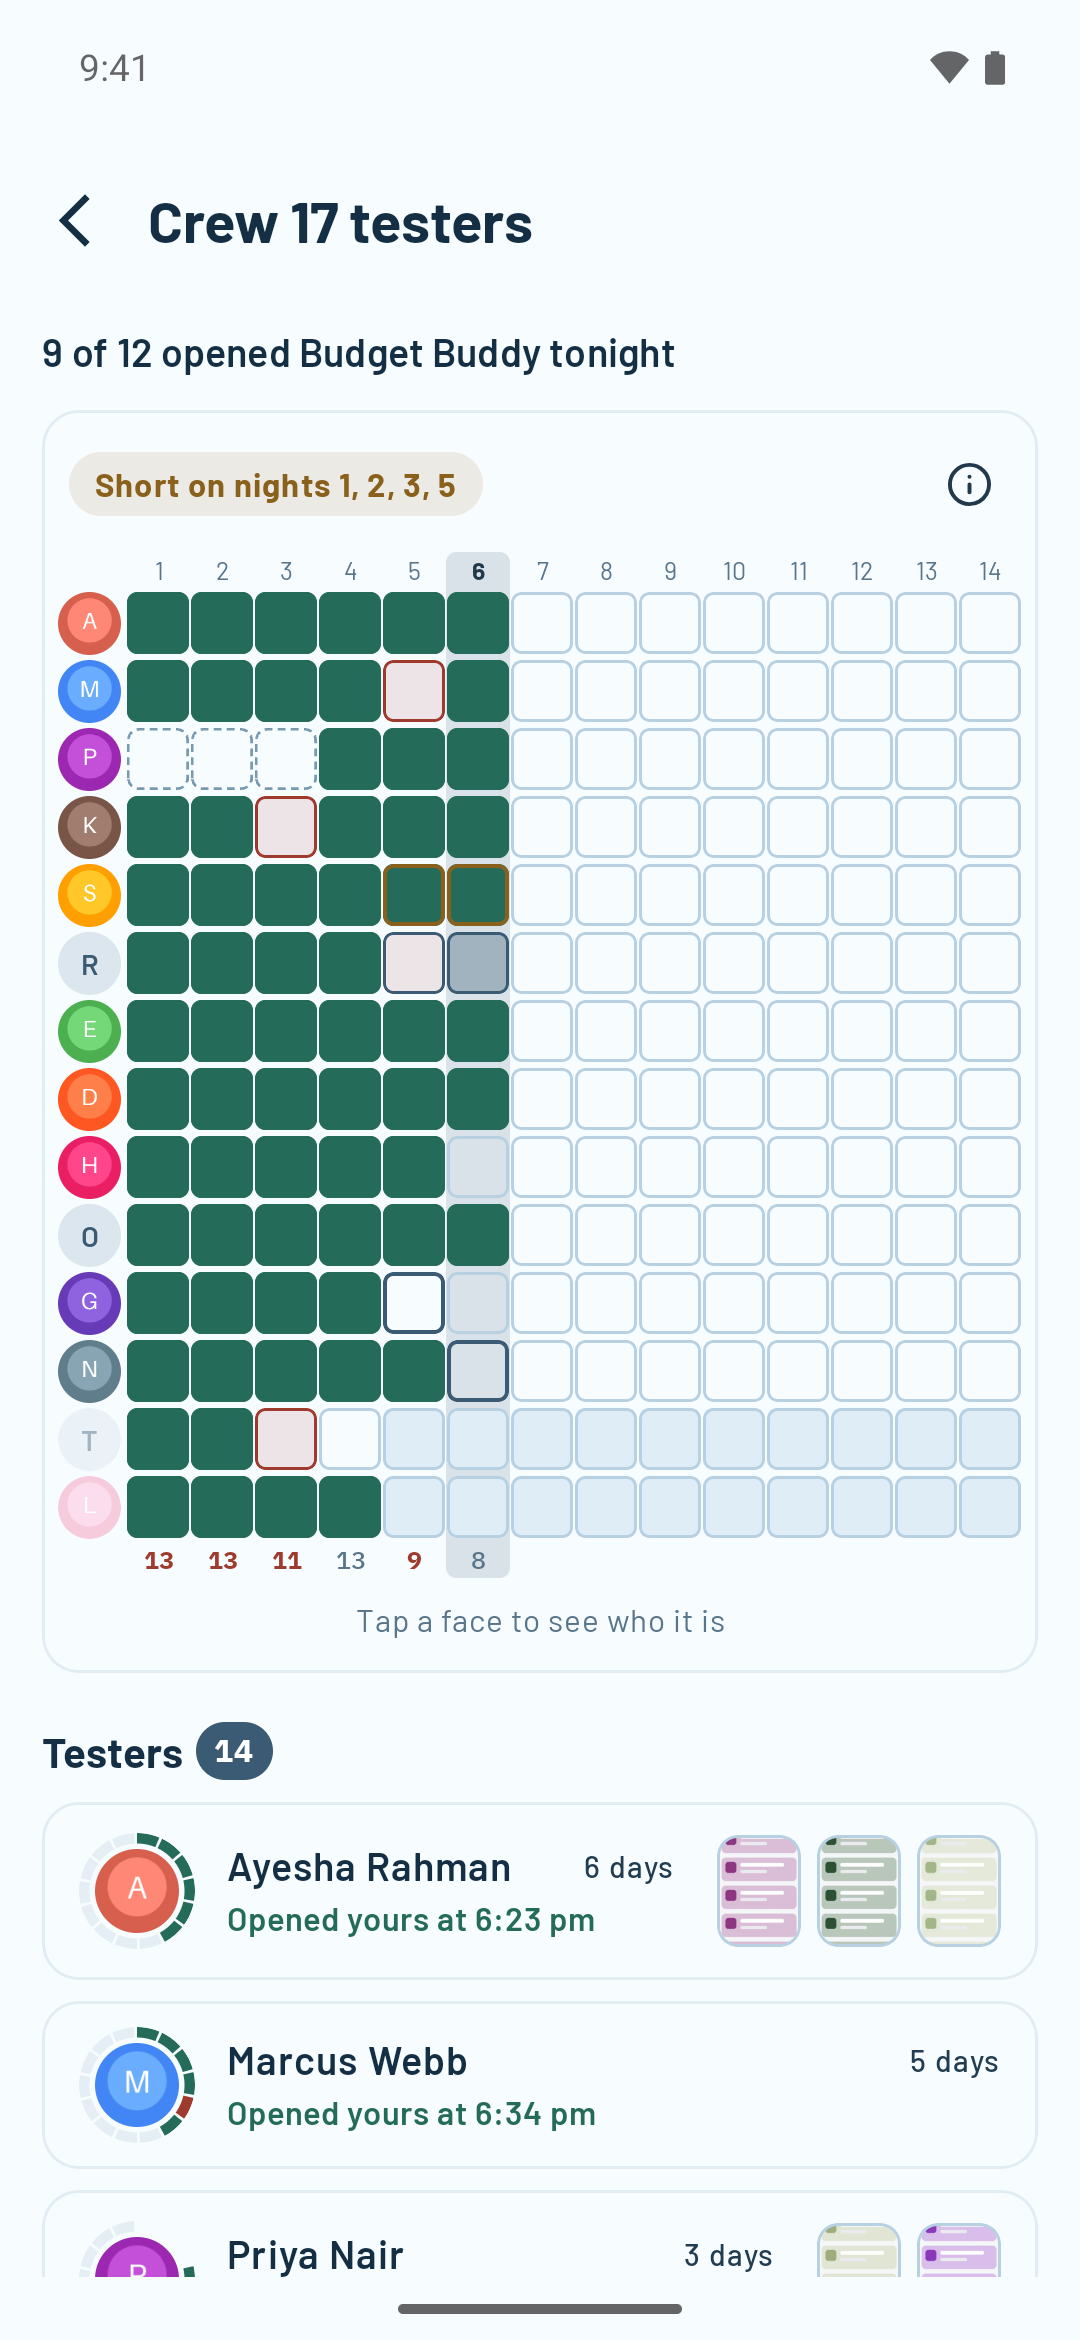 9:41
Crew 17 testers
9 of 12 opened Budget Buddy tonight
Short on nights 1, 2, 3, 5
1 2 3 4 5 6 7 8 9 10 11 12 13 14
A
M
P
K
S
R
E
D
H
O
G
N
T
L
13 13 11 13 9 8
Tap a face to see who it is
Testers 14
A Ayesha Rahman 6 days
Opened yours at 6:23 pm
M Marcus Webb 5 days
Opened yours at 6:34 pm
P Priya Nair 3 days